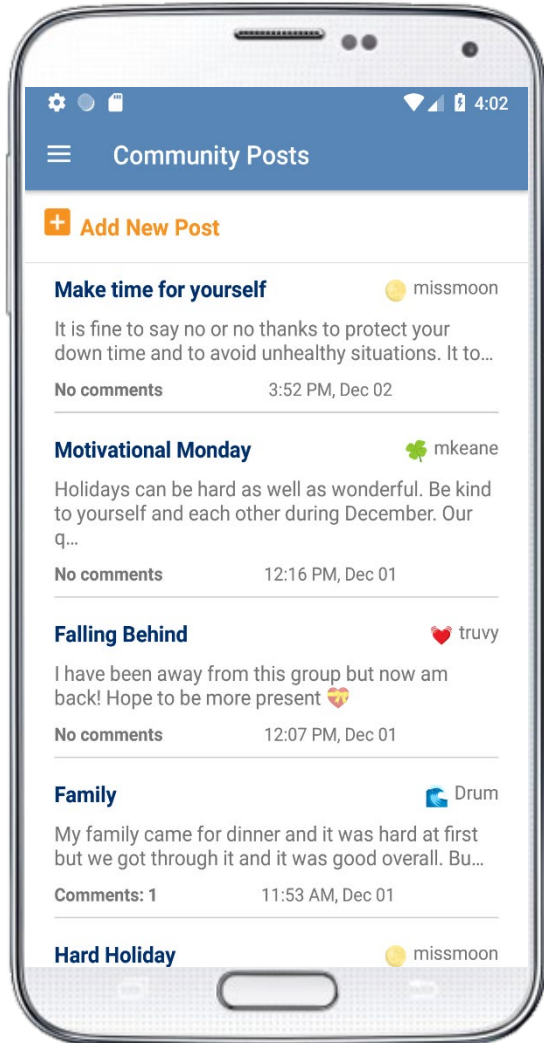 4:02
Community Posts
Add New Post
Make time for yourself missmoon
It is fine to say no or no thanks to protect your
down time and to avoid unhealthy situations. It to...
No comments 3:52 PM, Dec 02
Motivational Monday mkeane
Holidays can be hard as well as wonderful. Be kind
to yourself and each other during December. Our
q...
No comments 12:16 PM, Dec 01
Falling Behind truvy
I have been away from this group but now am
back! Hope to be more present 💝
No comments 12:07 PM, Dec 01
Family Drum
My family came for dinner and it was hard at first
but we got through it and it was good overall. Bu...
Comments: 1 11:53 AM, Dec 01
Hard Holiday missmoon